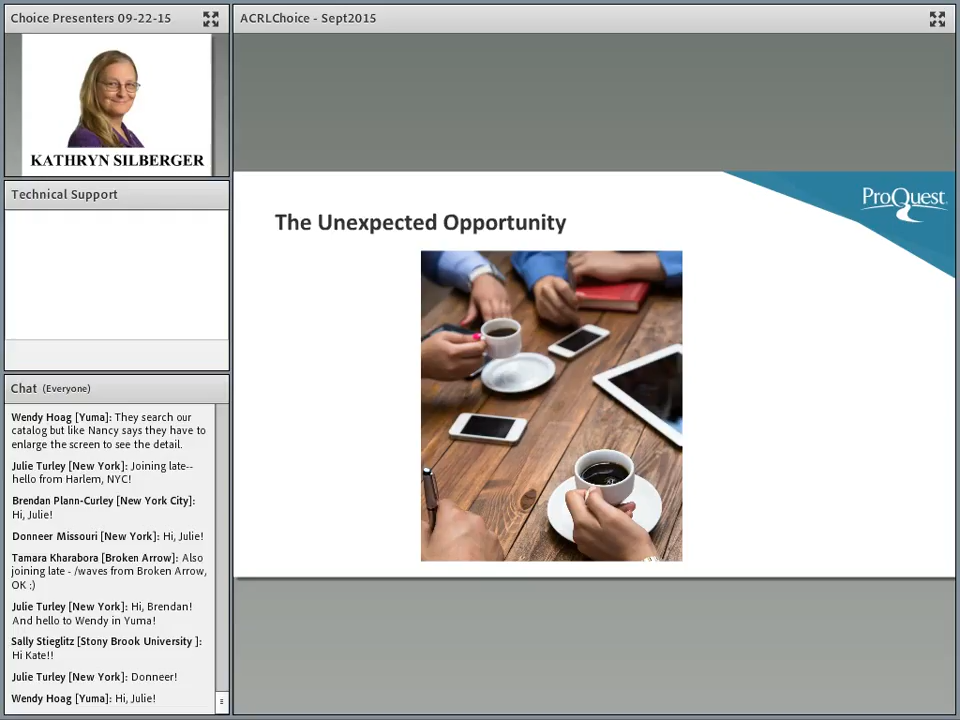 Choice Presenters 09-22-15
KATHRYN SILBERGER
Technical Support
Chat (Everyone)
Wendy Hoag [Yuma]: They search our
catalog but like Nancy says they have to
enlarge the screen to see the detail.
Julie Turley [New York]: Joining late--
hello from Harlem, NYC!
Brendan Plann-Curley [New York City]:
Hi, Julie!
Donneer Missouri [New York]: Hi, Julie!
Tamara Kharabora [Broken Arrow]: Also
joining late - /waves from Broken Arrow,
OK :)
Julie Turley [New York]: Hi, Brendan!
And hello to Wendy in Yuma!
Sally Stieglitz [Stony Brook University ]:
Hi Kate!!
Julie Turley [New York]: Donneer!
Wendy Hoag [Yuma]: Hi, Julie!
ACRLChoice - Sept2015
ProQuest
The Unexpected Opportunity